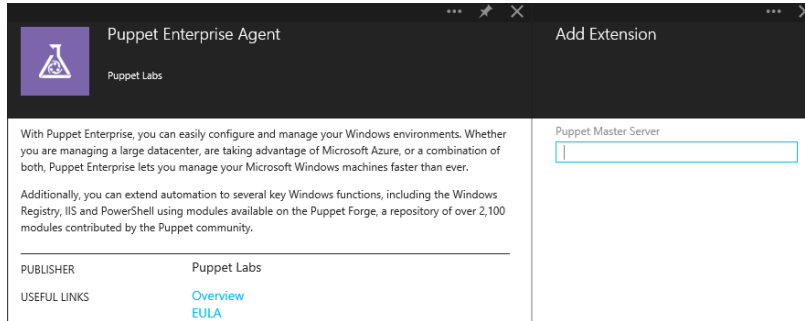 Puppet Enterprise Agent
Puppet Labs
With Puppet Enterprise, you can easily configure and manage your Windows environments. Whether
you are managing a large datacenter, are taking advantage of Microsoft Azure, or a combination of
both, Puppet Enterprise lets you manage your Microsoft Windows machines faster than ever.
Additionally, you can extend automation to several key Windows functions, including the Windows
Registry, IIS and PowerShell using modules available on the Puppet Forge, a repository of over 2,100
modules contributed by the Puppet community.
PUBLISHER Puppet Labs
USEFUL LINKS Overview
EULA
Add Extension
Puppet Master Server